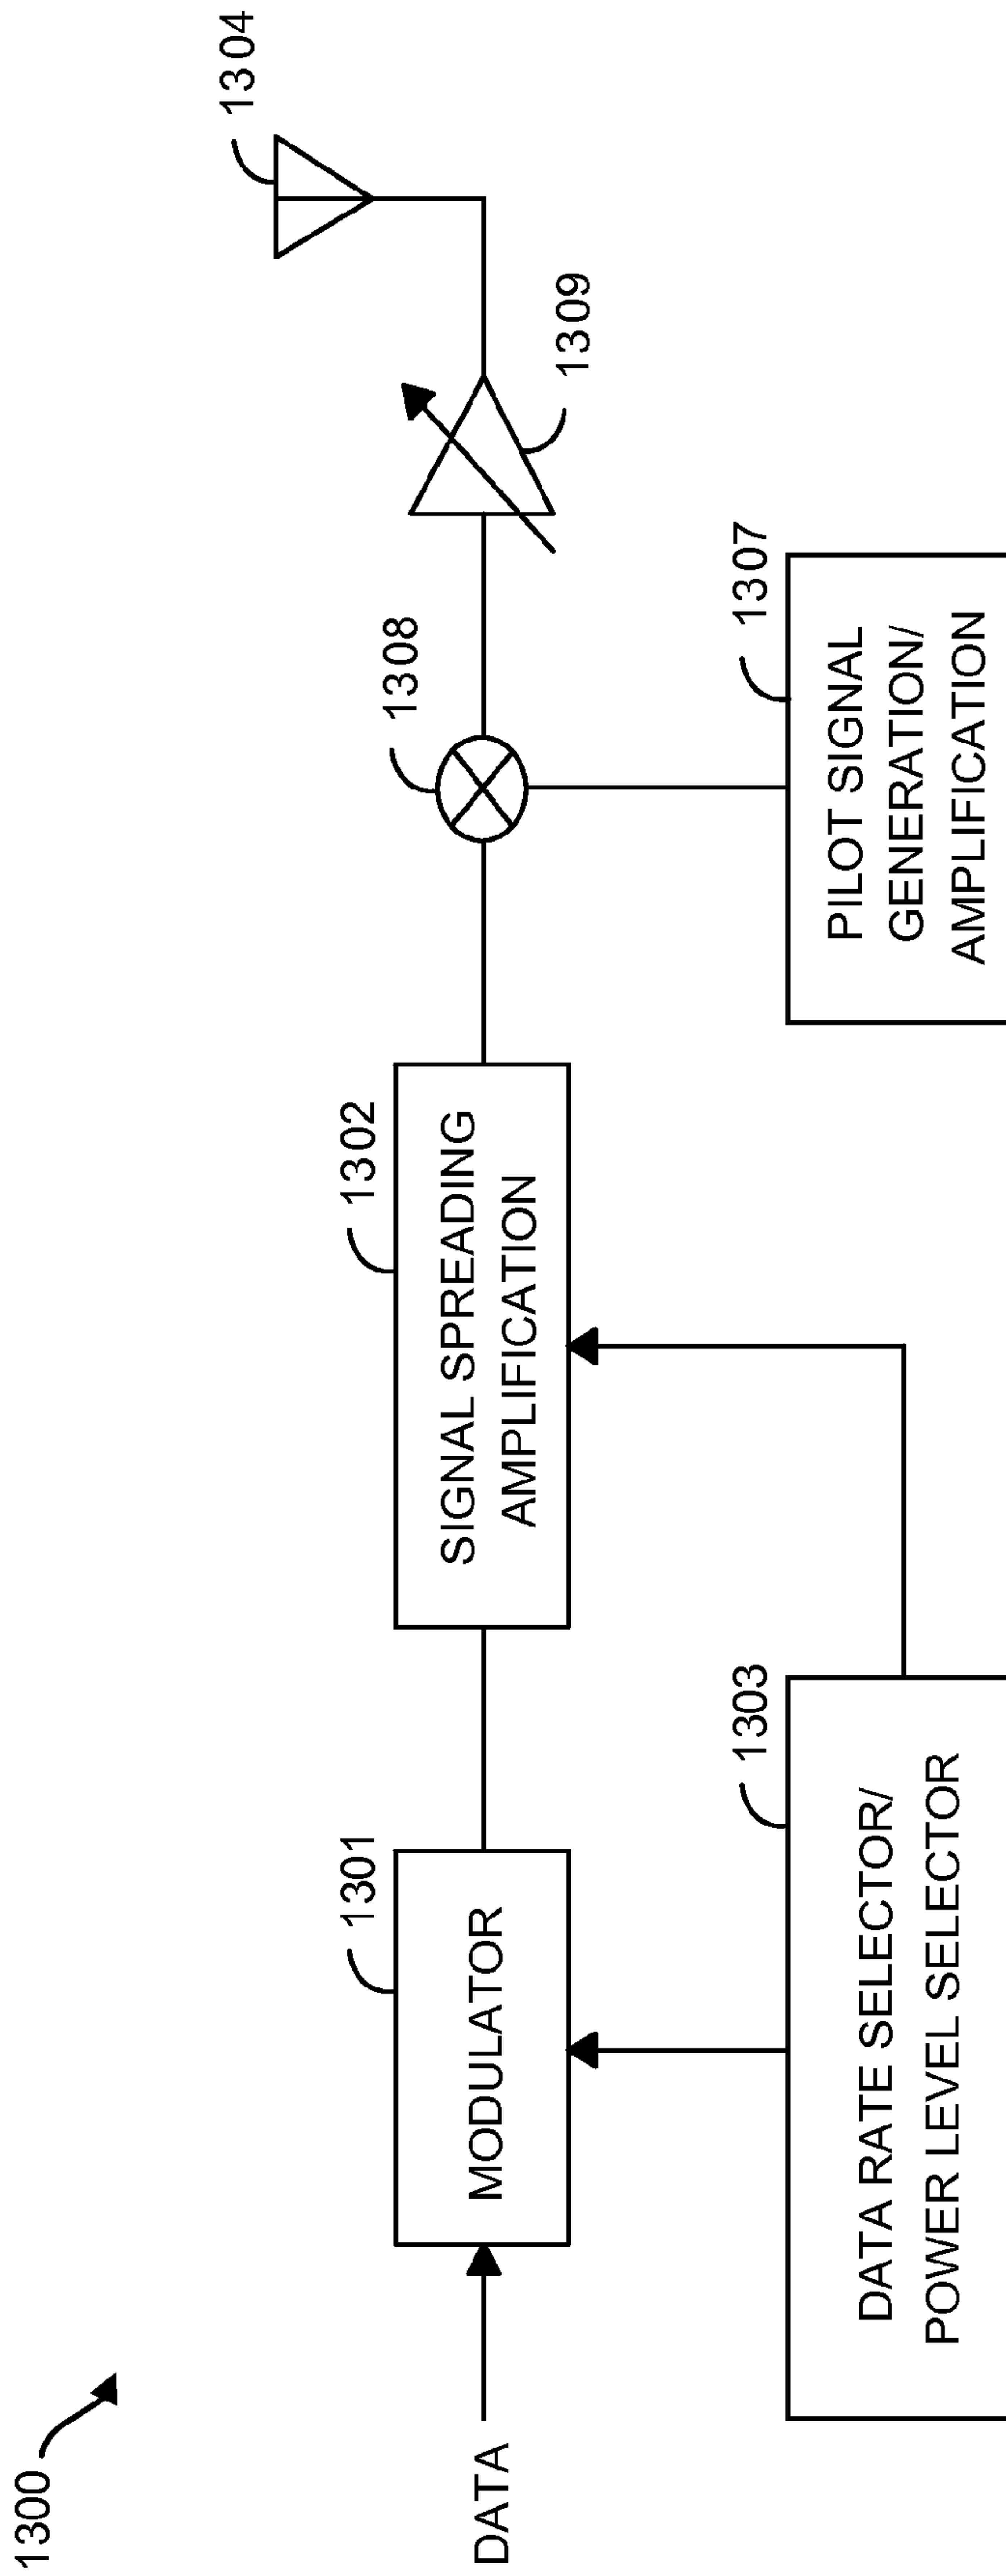 1300
1304
1309
1308
1302
SIGNAL SPREADING
AMPLIFICATION
1301
MODULATOR
DATA
1307
PILOT SIGNAL
GENERATION/
AMPLIFICATION
1303
DATA RATE SELECTOR/
POWER LEVEL SELECTOR